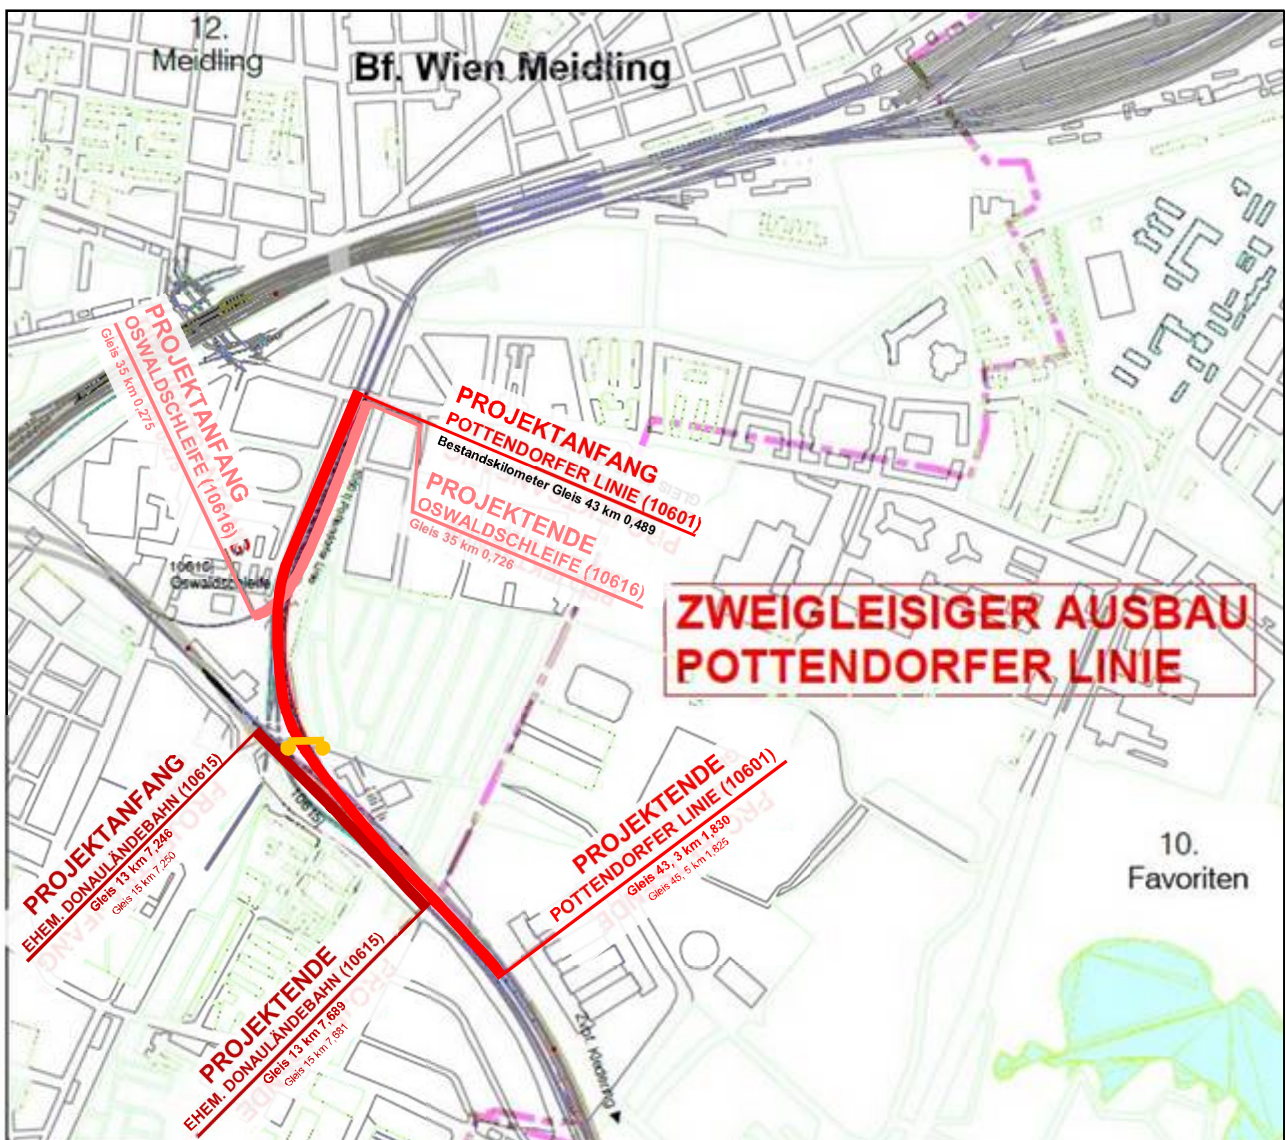 12.
Meidling
Bf. Wien Meidling
PROJEKTANFANG
OSWALDSCHLEIFE (10616)
Gleis 35 km 0,275
PROJEKTANFANG
POTTENDORFER LINIE (10601)
Bestandskilometer Gleis 43 km 0,489
PROJEKTENDE
OSWALDSCHLEIFE (10616)
Gleis 35 km 0,726
10616
Oswaldschleife
ZWEIGLEISIGER AUSBAU
POTTENDORFER LINIE
PROJEKTANFANG
EHEM. DONAULÄNDEBAHN (10615)
Gleis 13 km 7,246
Gleis 15 km 7,250
10615
PROJEKTENDE
POTTENDORFER LINIE (10601)
Gleis 43, 3 km 1,830
Gleis 45, 5 km 1,825
10.
Favoriten
PROJEKTENDE
EHEM. DONAULÄNDEBAHN (10615)
Gleis 13 km 7,689
Gleis 15 km 7,681